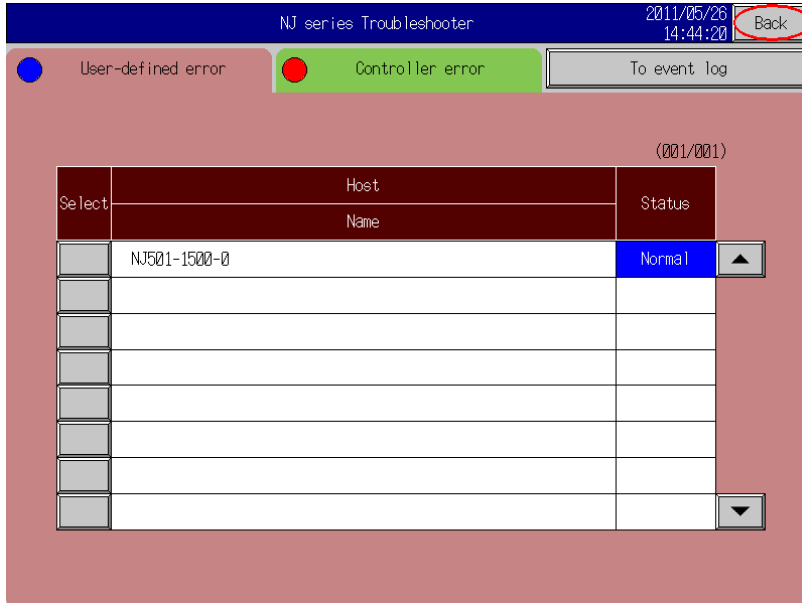 NJ series Troubleshooter
2011/05/26
14:44:20
Back
User-defined error
Controller error
To event log
(001/001)
Select
Host
Name
Status
NJ501-1500-0
Normal